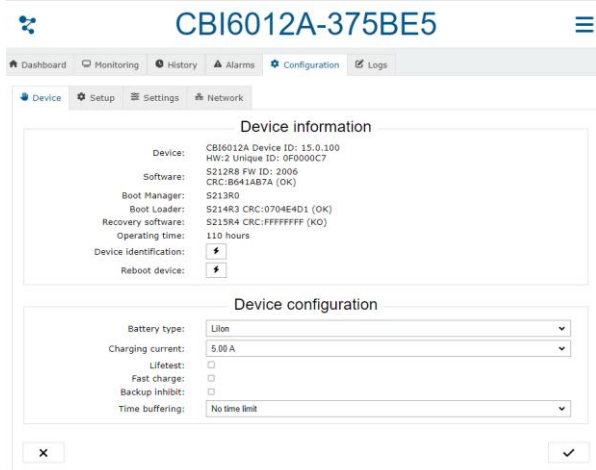 CBI6012A-375BE5
Dashboard Monitoring History Alarms Configuration Logs
Device Setup Settings Network
Device information
Device: CBI6012A Device ID: 15.0.100
HW:2 Unique ID: 0F0000C7
Software: S212R8 FW ID: 2006
CRC:B641AB7A (OK)
Boot Manager: S213R0
Boot Loader: S214R3 CRC:0704E4D1 (OK)
Recovery software: S215R4 CRC:FFFFFFFF (KO)
Operating time: 110 hours
Device identification:
Reboot device:
Device configuration
Battery type: LiIon
Charging current: 5.00 A
Lifetest:
Fast charge:
Backup inhibit:
Time buffering: No time limit